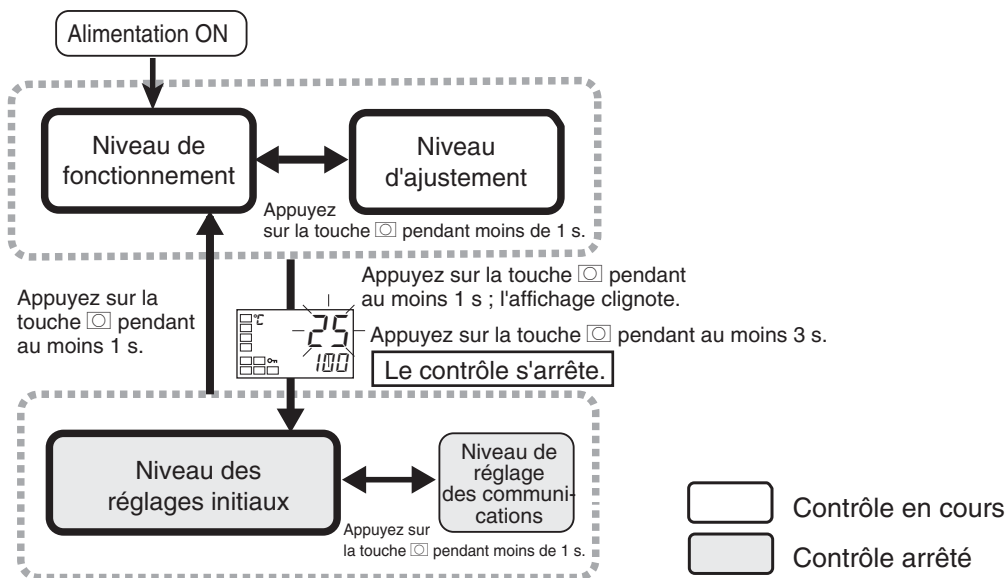 Alimentation ON
Niveau de
fonctionnement
Niveau
d'ajustement
Appuyez
sur la touche pendant moins de 1 s.
Appuyez sur la
touche pendant
au moins 1 s.
Appuyez sur la touche pendant
au moins 1 s ; l'affichage clignote.
°C
25
100
Appuyez sur la touche pendant au moins 3 s.
Le contrôle s'arrête.
Niveau des
réglages initiaux
Niveau de
réglage
des communi-
cations
Appuyez sur
la touche pendant moins de 1 s.
Contrôle en cours
Contrôle arrêté